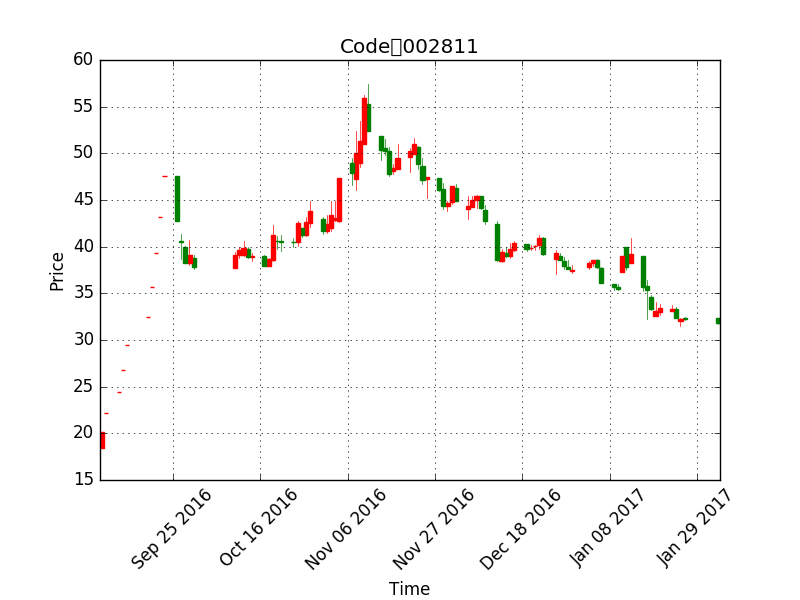 Code▯002811
60
55
50
45
40
35
30
25
20
15
Price
Sep 25 2016
Oct 16 2016
Nov 06 2016
Nov 27 2016
Dec 18 2016
Jan 08 2017
Jan 29 2017
Time